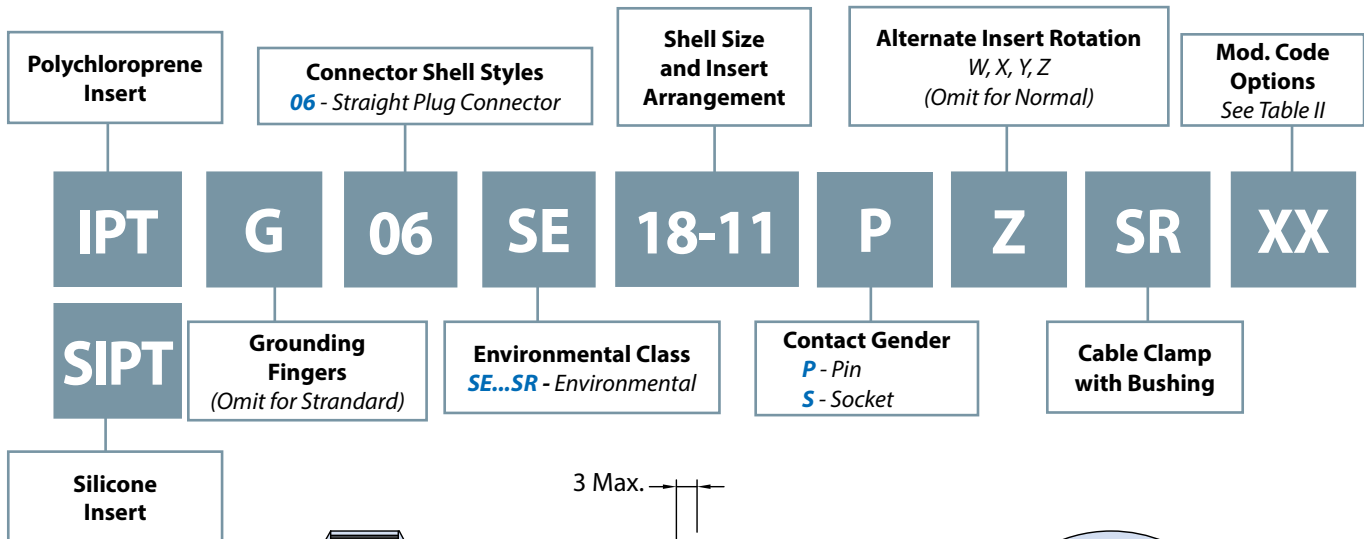 Polychloroprene
Insert
Connector Shell Styles
06 - Straight Plug Connector
Shell Size
and Insert
Arrangement
Alternate Insert Rotation
W, X, Y, Z
(Omit for Normal)
Mod. Code
Options
See Table II
IPT G 06 SE 18-11 P Z SR XX
SIPT
Grounding
Fingers
(Omit for Strandard)
Environmental Class
SE...SR - Environmental
Contact Gender
P - Pin
S - Socket
Cable Clamp
with Bushing
Silicone
Insert
3 Max.